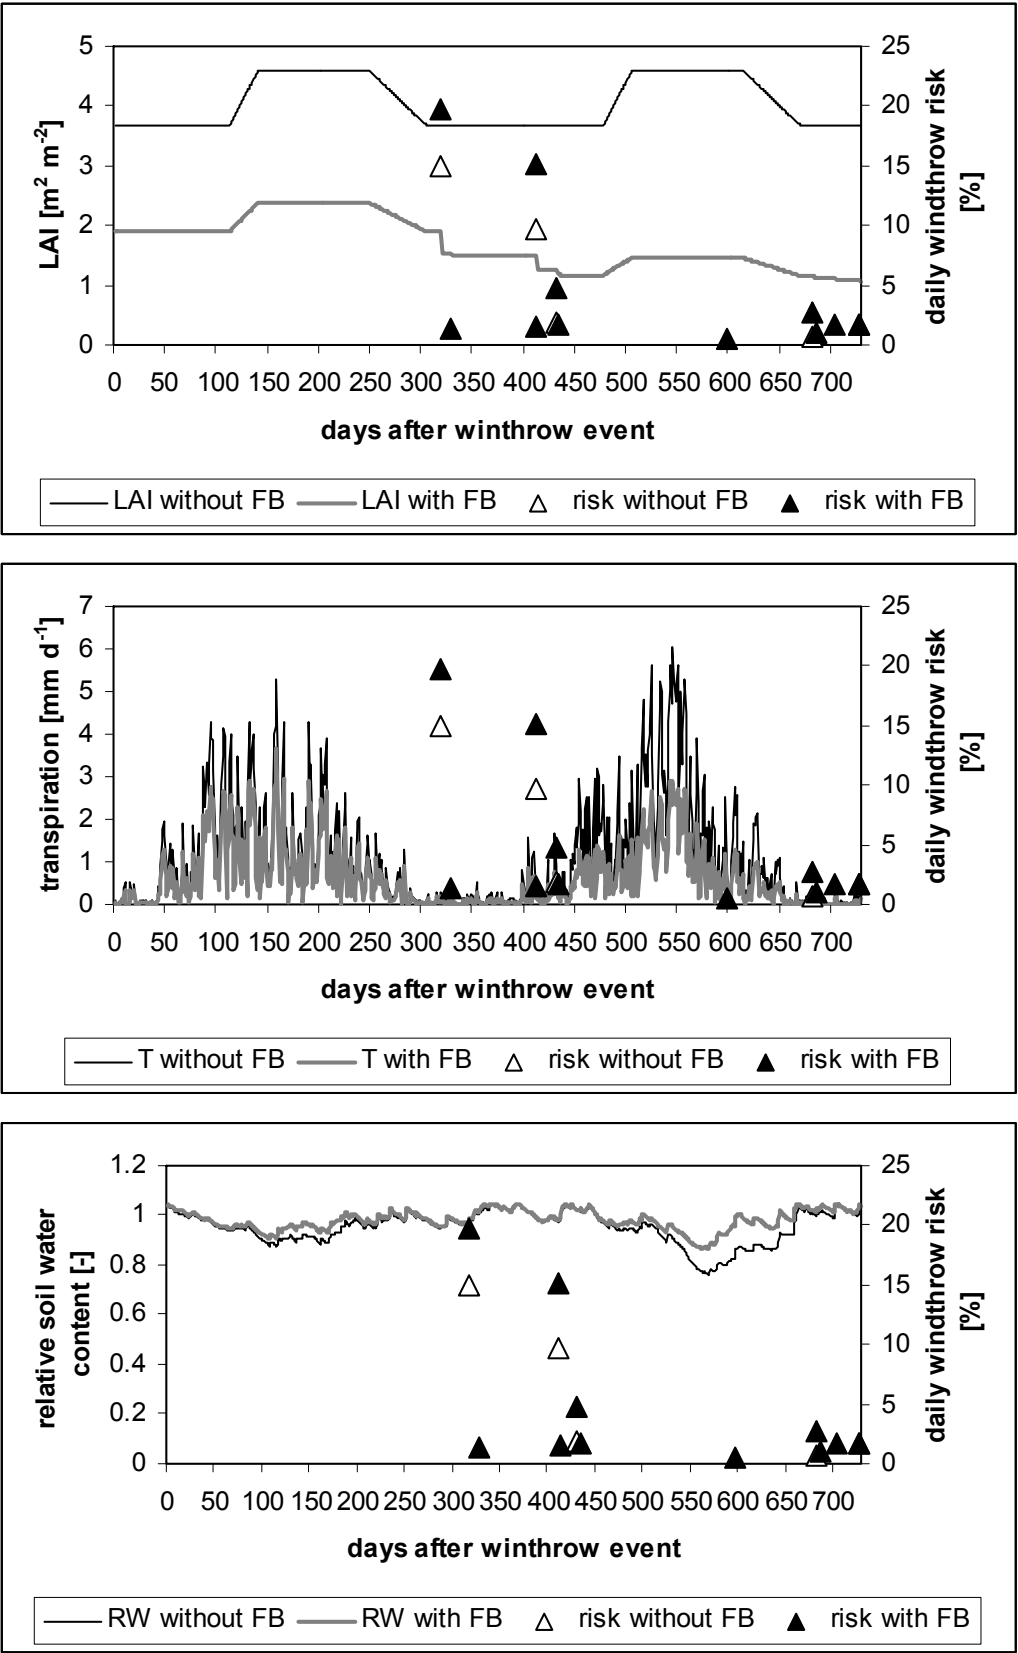 5
4
3
2
1
0
25
20
15
10
5
0
LAI [m² m⁻²]
daily windthrow risk
[%]
0 50 100 150 200 250 300 350 400 450 500 550 600 650 700
days after winthrow event
LAI without FB LAI with FB risk without FB risk with FB
7
6
5
4
3
2
1
0
25
20
15
10
5
0
transpiration [mm d⁻¹]
daily windthrow risk
[%]
0 50 100 150 200 250 300 350 400 450 500 550 600 650 700
days after winthrow event
T without FB T with FB risk without FB risk with FB
1.2
1
0.8
0.6
0.4
0.2
0
25
20
15
10
5
0
relative soil water
content [-]
daily windthrow risk
[%]
0 50 100 150 200 250 300 350 400 450 500 550 600 650 700
days after winthrow event
RW without FB RW with FB risk without FB risk with FB